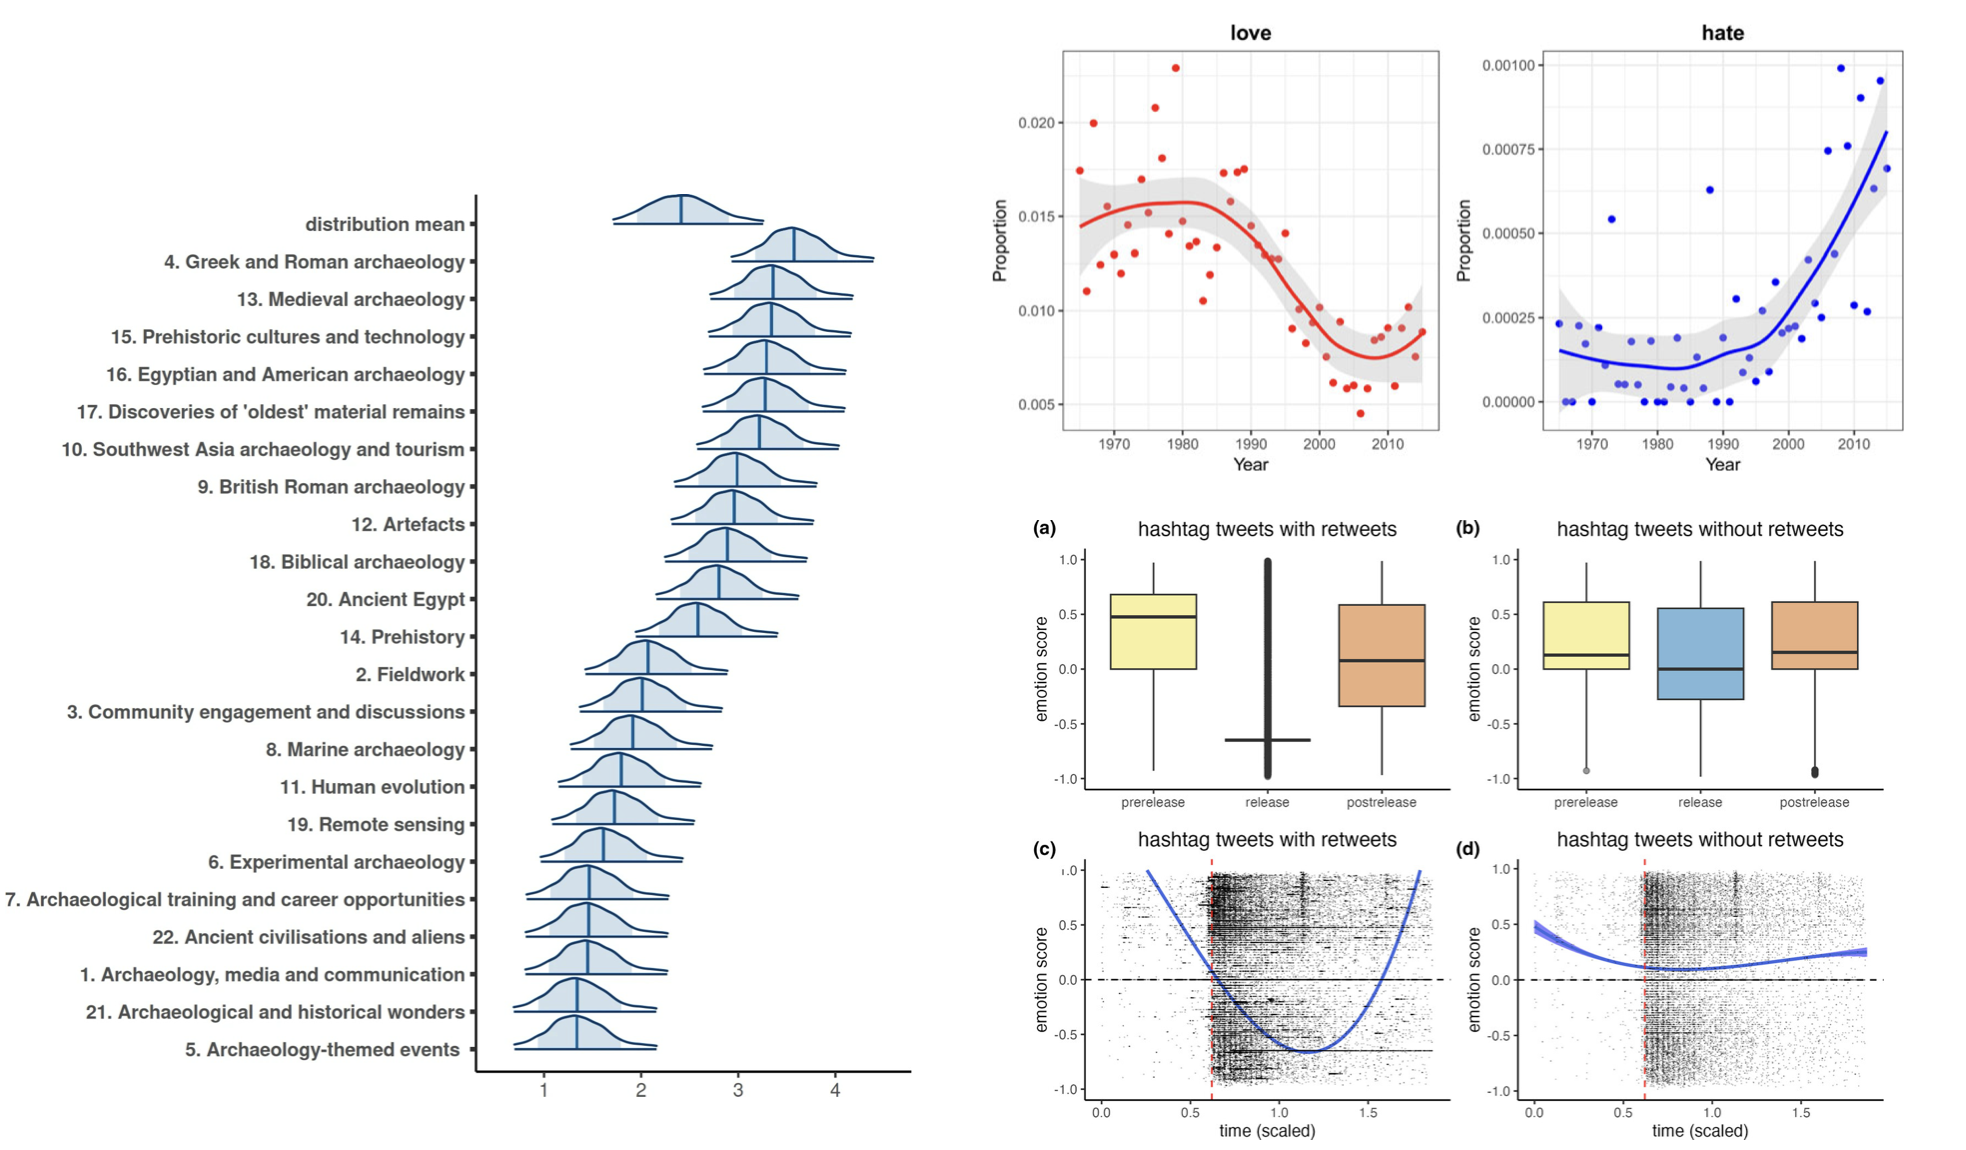 distribution mean
4. Greek and Roman archaeology
13. Medieval archaeology
15. Prehistoric cultures and technology
16. Egyptian and American archaeology
17. Discoveries of 'oldest' material remains
10. Southwest Asia archaeology and tourism
9. British Roman archaeology
12. Artefacts
18. Biblical archaeology
20. Ancient Egypt
14. Prehistory
2. Fieldwork
3. Community engagement and discussions
8. Marine archaeology
11. Human evolution
19. Remote sensing
6. Experimental archaeology
7. Archaeological training and career opportunities
22. Ancient civilisations and aliens
1. Archaeology, media and communication
21. Archaeological and historical wonders
5. Archaeology-themed events
1 2 3 4
love
Proportion
0.020
0.015
0.010
0.005
1970 1980 1990 2000 2010
Year
hate
Proportion
0.00100
0.00075
0.00050
0.00025
0.00000
1970 1980 1990 2000 2010
Year
(a) hashtag tweets with retweets
emotion score
1.0
0.5
0.0
-0.5
-1.0
prerelease release postrelease
(b) hashtag tweets without retweets
emotion score
1.0
0.5
0.0
-0.5
-1.0
prerelease release postrelease
(c) hashtag tweets with retweets
emotion score
1.0
0.5
0.0
-0.5
-1.0
0.0 0.5 1.0 1.5
time (scaled)
(d) hashtag tweets without retweets
emotion score
1.0
0.5
0.0
-0.5
-1.0
0.0 0.5 1.0 1.5
time (scaled)